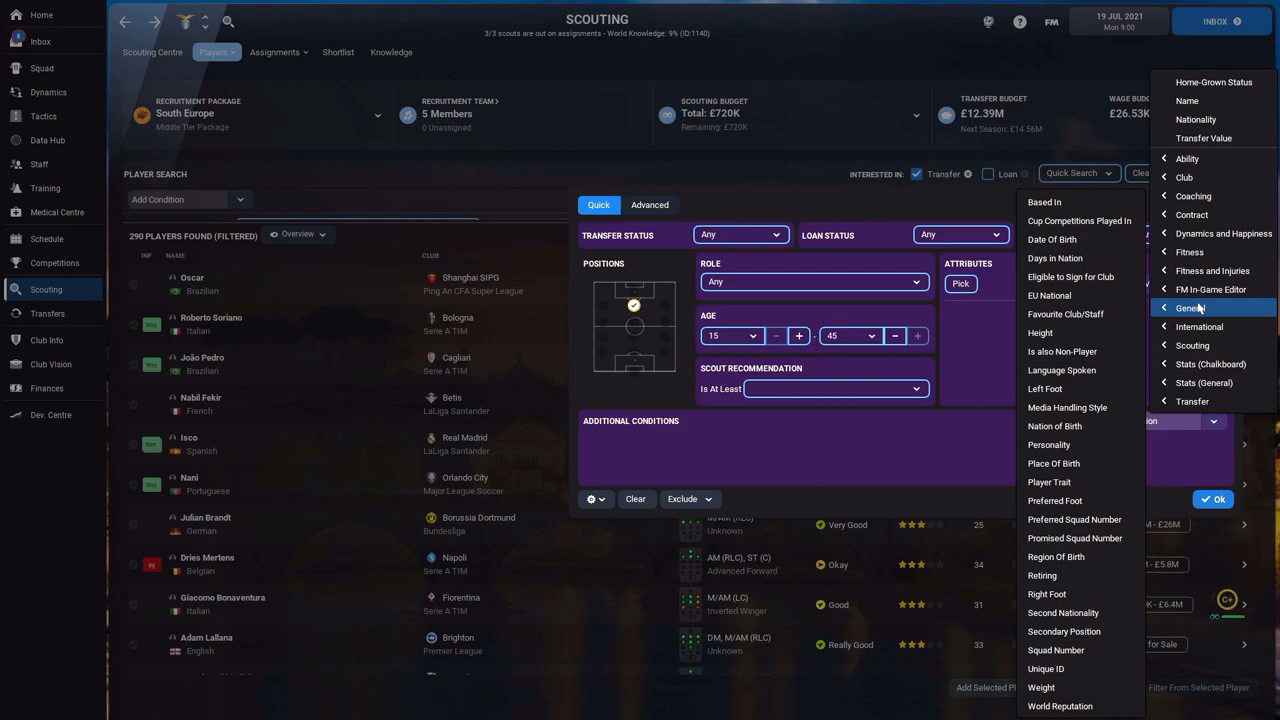 Home
Inbox
8
Squad
Dynamics
Tactics
Data Hub
Staff
Training
Medical Centre
Schedule
Competitions
Scouting
Transfers
Club Info
Club Vision
Finances
Dev. Centre
SCOUTING
3/3 scouts are out on assignments - World Knowledge: 9% (ID:1140)
FM
19 JUL 2021
Mon 9:00
INBOX
Scouting Centre
Players
Assignments
Shortlist
Knowledge
RECRUITMENT PACKAGE
South Europe
Middle Tier Package
RECRUITMENT TEAM
5 Members
0 Unassigned
SCOUTING BUDGET
Total: £720K
Remaining: £720K
TRANSFER BUDGET
£12.39M
Next Season: £14.56M
WAGE BUD
£26.53K
PLAYER SEARCH
INTERESTED IN:
Transfer
Loan
Quick Search
Clea
Add Condition
290 PLAYERS FOUND (FILTERED)
Overview
INF
NAME
CLUB
Oscar
Brazilian
Shanghai SIPG
Ping An CFA Super League
Wnt
Roberto Soriano
Italian
Bologna
Serie A TIM
Wnt
João Pedro
Brazilian
Cagliari
Serie A TIM
Nabil Fekir
French
Betis
LaLiga Santander
Wnt
Isco
Spanish
Real Madrid
LaLiga Santander
Wnt
Nani
Portuguese
Orlando City
Major League Soccer
Julian Brandt
German
Borussia Dortmund
Bundesliga
M/AM (RLC)
Unknown
Very Good
25
M - £26M
Inj
Dries Mertens
Belgian
Napoli
Serie A TIM
AM (RLC), ST (C)
Advanced Forward
Okay
34
M - £5.8M
Giacomo Bonaventura
Italian
Fiorentina
Serie A TIM
M/AM (LC)
Inverted Winger
Good
31
K - £6.4M
C+
Adam Lallana
English
Brighton
Premier League
DM, M/AM (RLC)
Unknown
Really Good
33
for Sale
Add Selected Pl
Filter From Selected Player
Quick
Advanced
TRANSFER STATUS
Any
LOAN STATUS
Any
POSITIONS
ROLE
Any
AGE
15
-
+
-
45
-
+
SCOUT RECOMMENDATION
Is At Least
ATTRIBUTES
Pick
ADDITIONAL CONDITIONS
ion
Clear
Exclude
Ok
Based In
Cup Competitions Played In
Date Of Birth
Days in Nation
Eligible to Sign for Club
EU National
Favourite Club/Staff
Height
Is also Non-Player
Language Spoken
Left Foot
Media Handling Style
Nation of Birth
Personality
Place Of Birth
Player Trait
Preferred Foot
Preferred Squad Number
Promised Squad Number
Region Of Birth
Retiring
Right Foot
Second Nationality
Secondary Position
Squad Number
Unique ID
Weight
World Reputation
Home-Grown Status
Name
Nationality
Transfer Value
Ability
Club
Coaching
Contract
Dynamics and Happiness
Fitness
Fitness and Injuries
FM In-Game Editor
General
International
Scouting
Stats (Chalkboard)
Stats (General)
Transfer